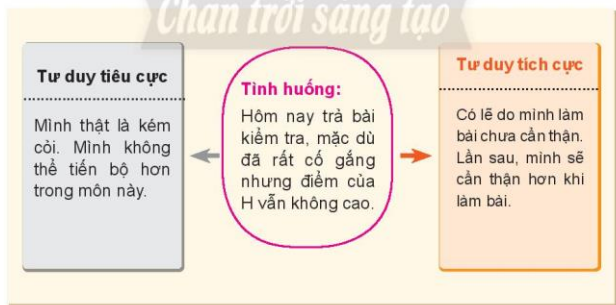 Chân trời sáng tạo
Tư duy tiêu cực
Mình thật là kém
cỏi. Mình không
thể tiến bộ hơn
trong môn này.
Tình huống:
Hôm nay trả bài
kiểm tra, mặc dù
đã rất cố gắng
nhưng điểm của
H vẫn không cao.
Tư duy tích cực
Có lẽ do mình làm
bài chưa cẩn thận.
Lần sau, mình sẽ
cẩn thận hơn khi
làm bài.